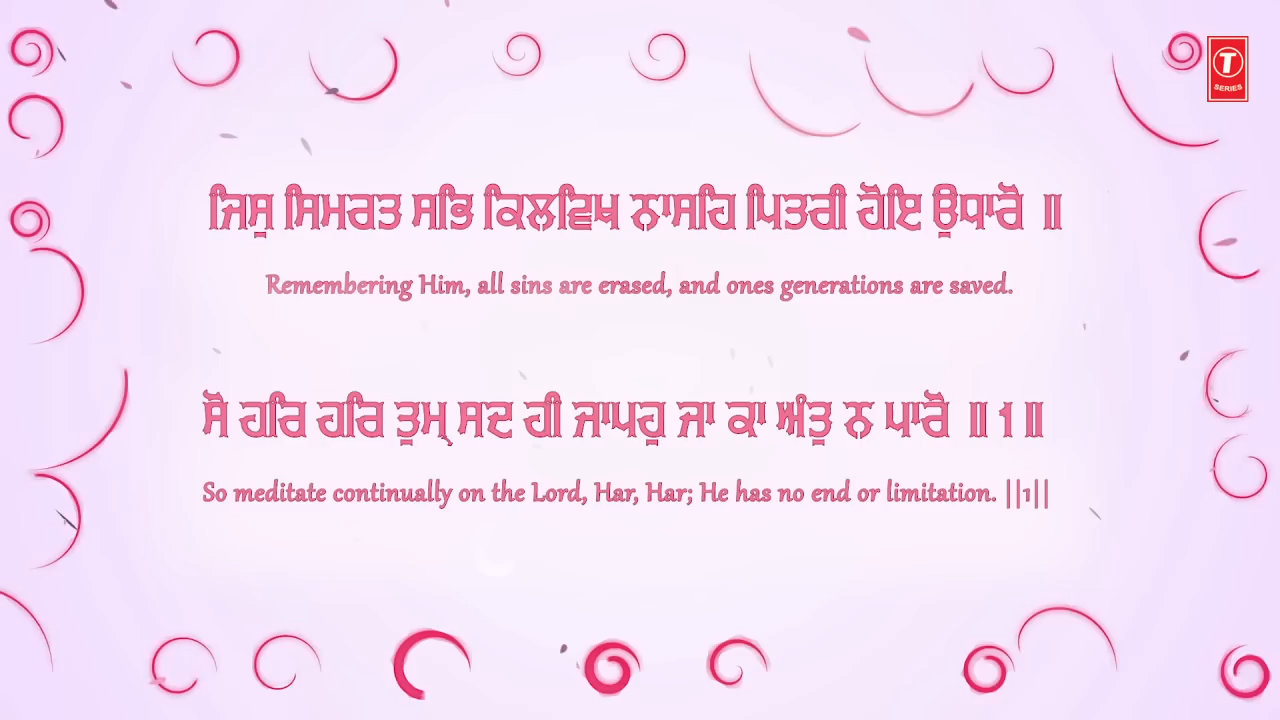 T
SERIES
ਜਿਸੁ ਸਿਮਰਤ ਸਭਿ ਕਿਲਵਿਖ ਨਾਸਹਿ ਪਿਤਰੀ ਹੋਇ ਉਧਾਰੋ ॥
Remembering Him, all sins are erased, and ones generations are saved.
ਸੋ ਹਰਿ ਹਰਿ ਤੁਮ੍ ਸਦ ਹੀ ਜਾਪਹੁ ਜਾ ਕਾ ਅੰਤੁ ਨ ਪਾਰੋ ॥1॥
So meditate continually on the Lord, Har, Har; He has no end or limitation. ||1||